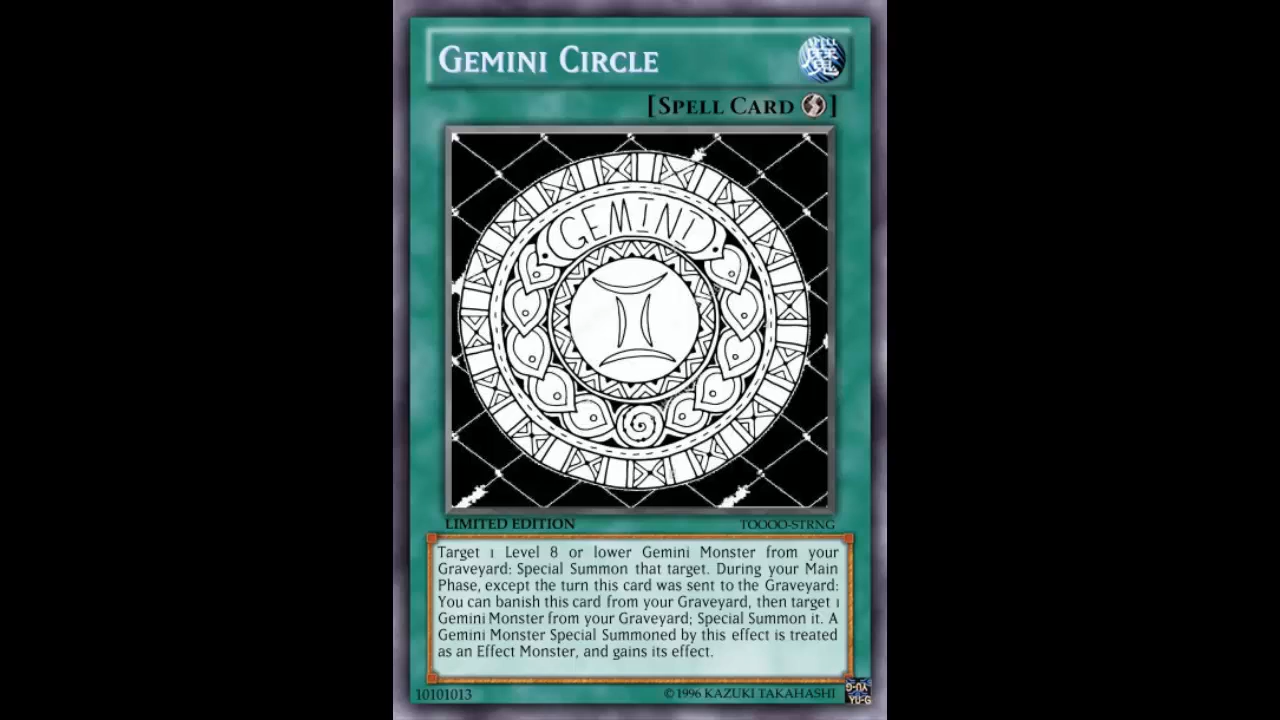 GEMINI CIRCLE
[SPELL CARD]
GEMINI
LIMITED EDITION
TOOOO-STRNG
Target 1 Level 8 or lower Gemini Monster from your
Graveyard: Special Summon that target. During your Main
Phase, except the turn this card was sent to the Graveyard:
You can banish this card from your Graveyard, then target 1
Gemini Monster from your Graveyard; Special Summon it. A
Gemini Monster Special Summoned by this effect is treated
as an Effect Monster, and gains its effect.
10101013
© 1996 KAZUKI TAKAHASHI